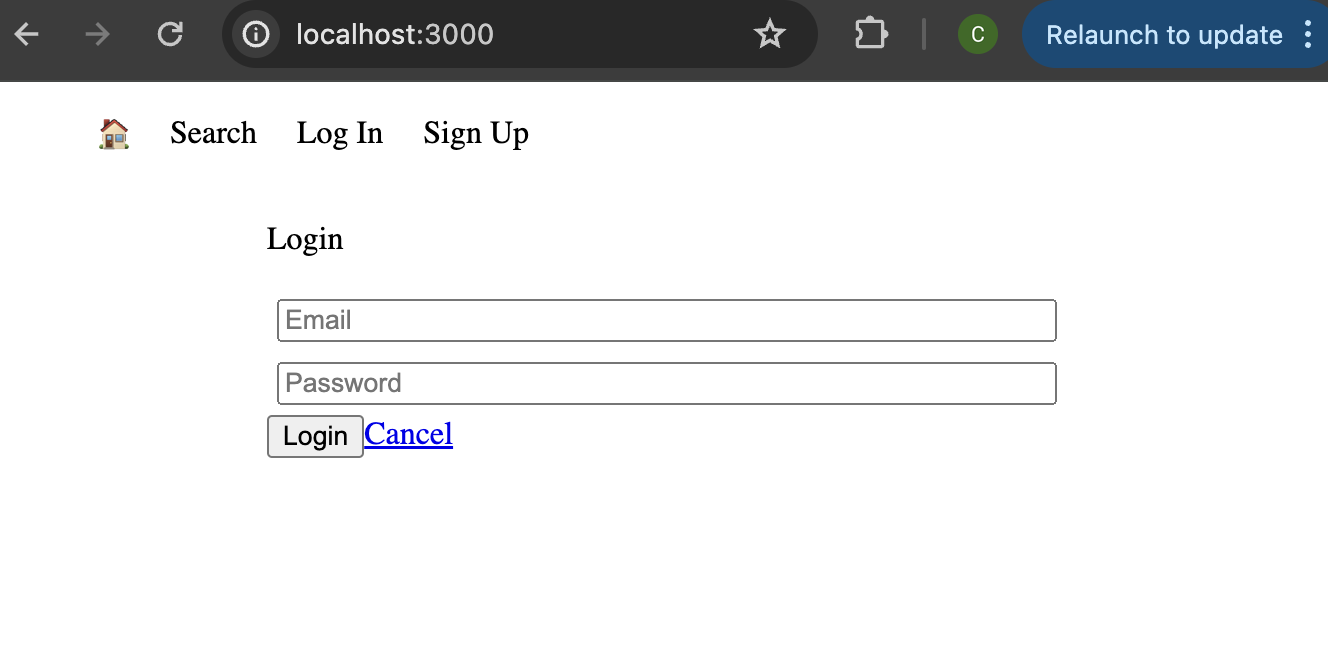 localhost:3000 C Relaunch to update
Search Log In Sign Up
Login
Email
Password
Login Cancel